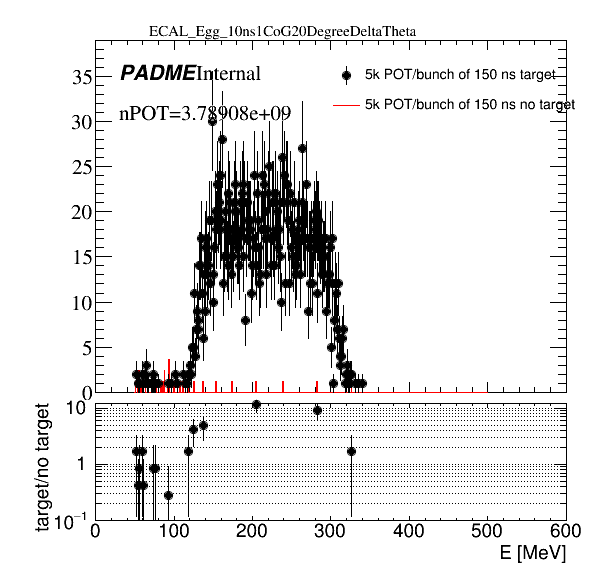 ECAL_Egg_10ns1CoG20DegreeDeltaTheta
PADME Internal
nPOT=3.78908e+09
5k POT/bunch of 150 ns target
5k POT/bunch of 150 ns no target
35
30
25
20
15
10
5
0
target/no target
10
1
10⁻¹
0 100 200 300 400 500 600
E [MeV]